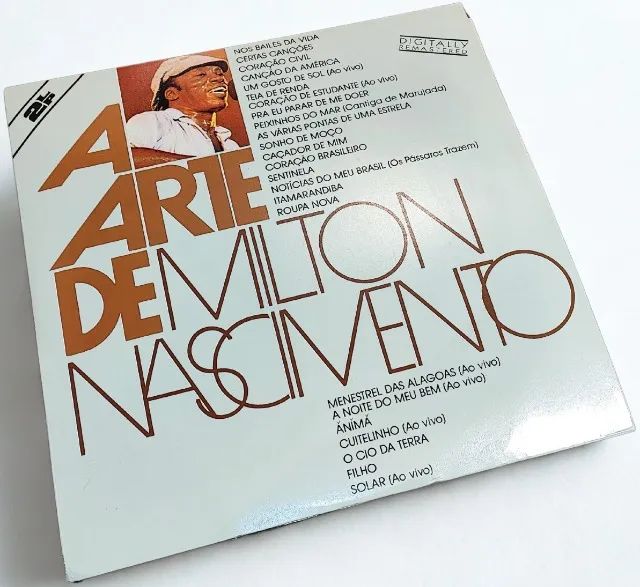 2 LP
DIGITALLY
REMASTERED
NOS BAILES DA VIDA
CERTAS CANÇÕES
CORAÇÃO CIVIL
CANÇÃO DA AMÉRICA
UM GOSTO DE SOL (Ao vivo)
TEIA DE RENDA
CORAÇÃO DE ESTUDANTE (Ao vivo)
PRA EU PARAR DE ME DOER
PEIXINHOS DO MAR (Cantiga de Marujada)
AS VÁRIAS PONTAS DE UMA ESTRELA
SONHO DE MOÇO
CAÇADOR DE MIM
CORAÇÃO BRASILEIRO
SENTINELA
NOTÍCIAS DO MEU BRASIL (Os Pássaros Trazem)
ITAMARANDIBA
ROUPA NOVA
A
ARTE
DE MILTON
NASCIMENTO
MENESTREL DAS ALAGOAS (Ao vivo)
A NOITE DO MEU BEM (Ao vivo)
ÂNIMÁ
CUITELINHO (Ao vivo)
O CIO DA TERRA
FILHO
SOLAR (Ao vivo)